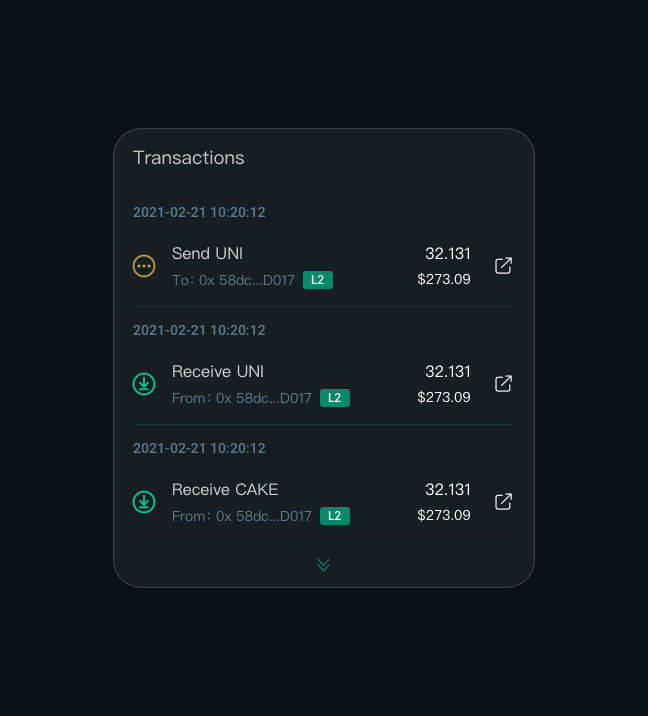 Transactions
2021-02-21 10:20:12
Send UNI 32.131
To: 0x 58dc...D017 L2 $273.09
2021-02-21 10:20:12
Receive UNI 32.131
From: 0x 58dc...D017 L2 $273.09
2021-02-21 10:20:12
Receive CAKE 32.131
From: 0x 58dc...D017 L2 $273.09